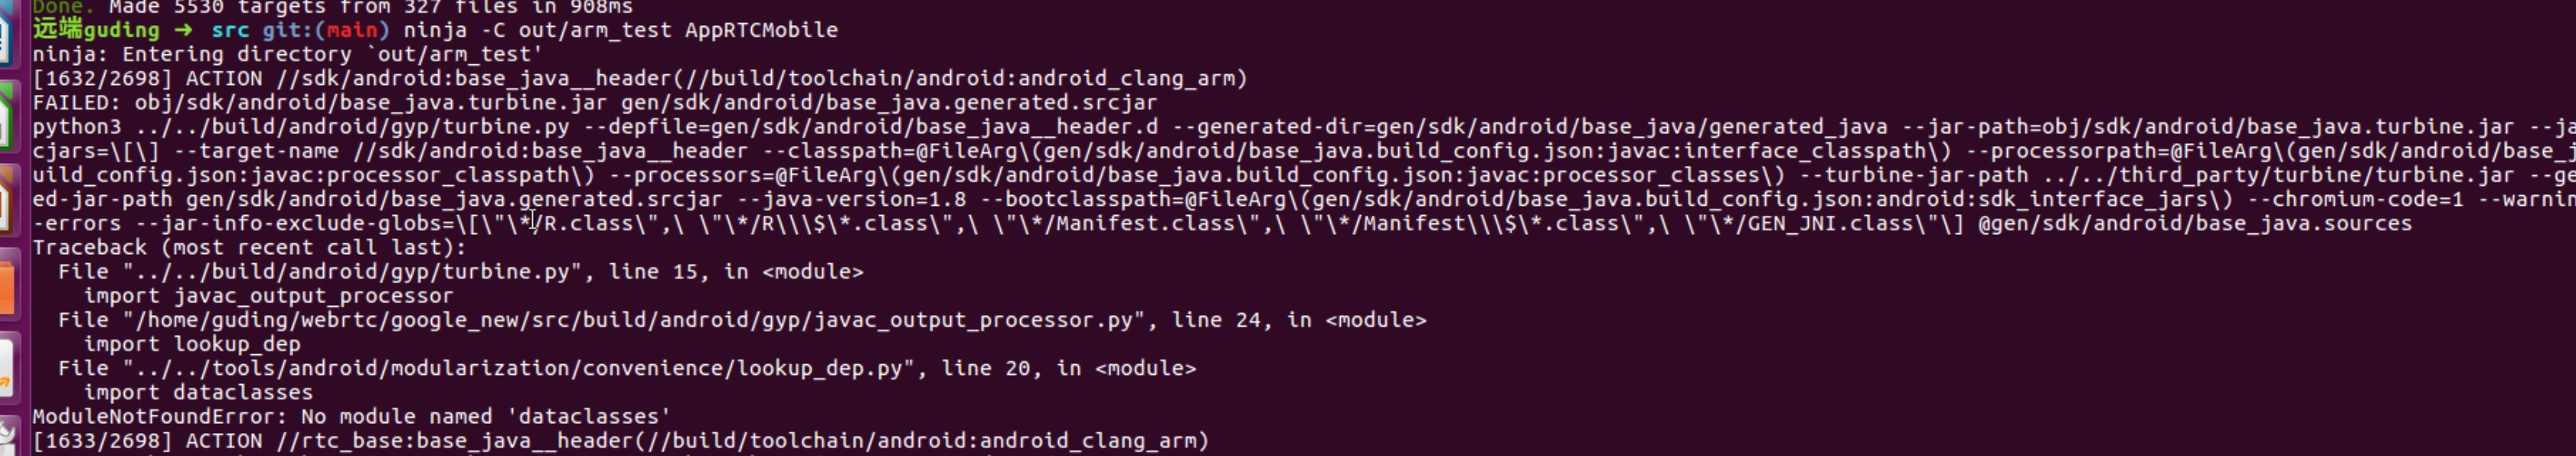 Done. Made 5530 targets from 327 files in 908ms
远端guding → src git:(main) ninja -C out/arm_test AppRTCMobile
ninja: Entering directory `out/arm_test'
[1632/2698] ACTION //sdk/android:base_java__header(//build/toolchain/android:android_clang_arm)
FAILED: obj/sdk/android/base_java.turbine.jar gen/sdk/android/base_java.generated.srcjar
python3 ../../build/android/gyp/turbine.py --depfile=gen/sdk/android/base_java__header.d --generated-dir=gen/sdk/android/base_java/generated_java --jar-path=obj/sdk/android/base_java.turbine.jar --ja
cjars=\[\] --target-name //sdk/android:base_java__header --classpath=@FileArg\(gen/sdk/android/base_java.build_config.json:javac:interface_classpath\) --processorpath=@FileArg\(gen/sdk/android/base_j
uild_config.json:javac:processor_classpath\) --processors=@FileArg\(gen/sdk/android/base_java.build_config.json:javac:processor_classes\) --turbine-jar-path ../../third_party/turbine/turbine.jar --ge
ed-jar-path gen/sdk/android/base_java.generated.srcjar --java-version=1.8 --bootclasspath=@FileArg\(gen/sdk/android/base_java.build_config.json:android:sdk_interface_jars\) --chromium-code=1 --warnin
-errors --jar-info-exclude-globs=\[\"\*/R.class\",\ \"\*/R\\\$\*.class\",\ \"\*/Manifest.class\",\ \"\*/Manifest\\\$\*.class\",\ \"\*/GEN_JNI.class\"\] @gen/sdk/android/base_java.sources
Traceback (most recent call last):
  File "../../build/android/gyp/turbine.py", line 15, in <module>
    import javac_output_processor
  File "/home/guding/webrtc/google_new/src/build/android/gyp/javac_output_processor.py", line 24, in <module>
    import lookup_dep
  File "../../tools/android/modularization/convenience/lookup_dep.py", line 20, in <module>
    import dataclasses
ModuleNotFoundError: No module named 'dataclasses'
[1633/2698] ACTION //rtc_base:base_java__header(//build/toolchain/android:android_clang_arm)